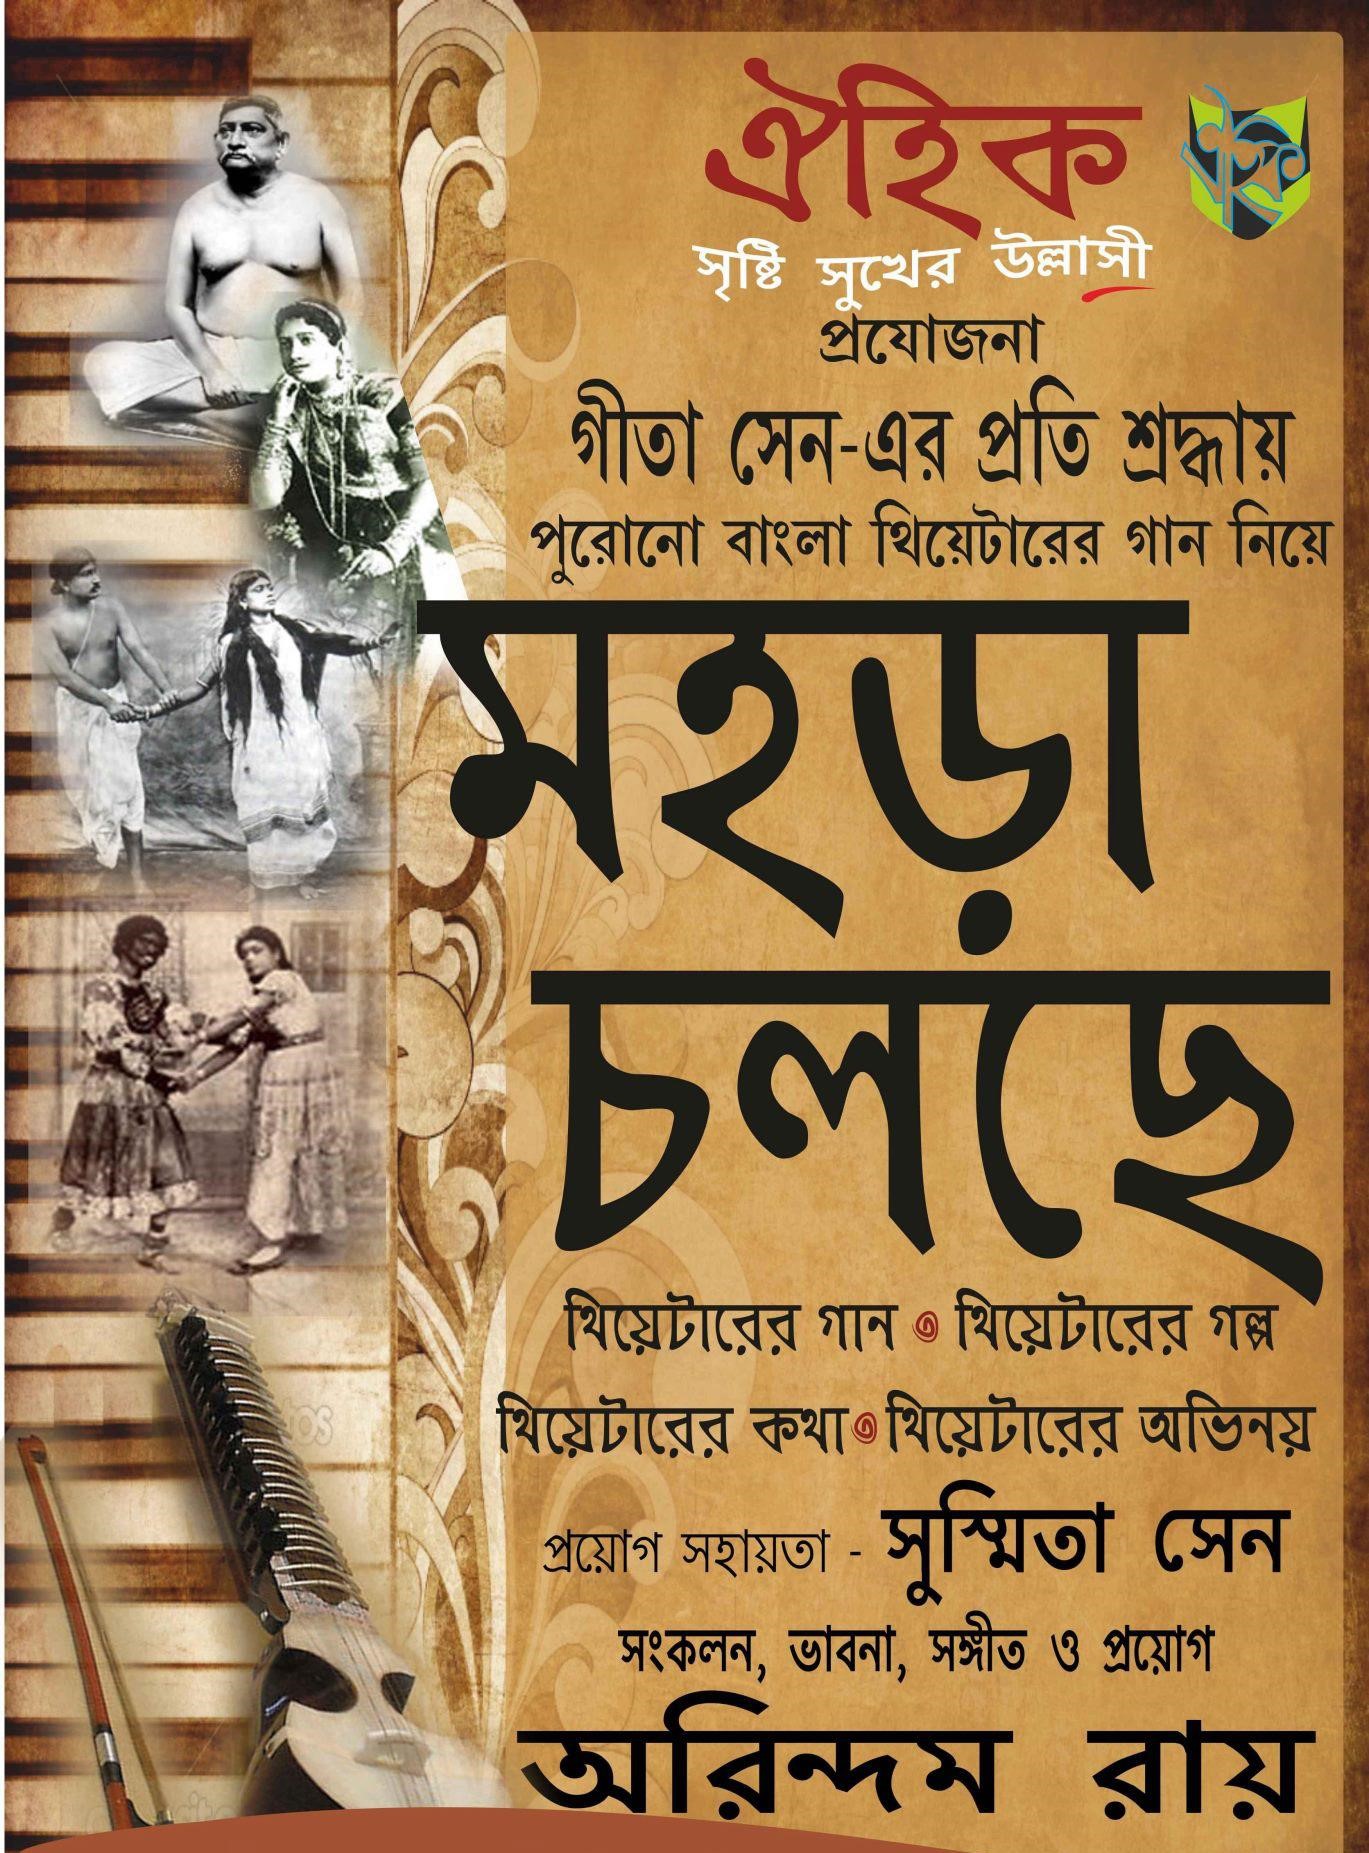 ঐহিক
ঐহিক
সৃষ্টি সুখের উল্লাসী
প্রযোজনা
গীতা সেন-এর প্রতি শ্রদ্ধায়
পুরোনো বাংলা থিয়েটারের গান নিয়ে
মহড়া
চলছে
থিয়েটারের গান থিয়েটারের গল্প
থিয়েটারের কথা থিয়েটারের অভিনয়
প্রয়োগ সহায়তা - সুস্মিতা সেন
সংকলন, ভাবনা, সঙ্গীত ও প্রয়োগ
অরিন্দম রায়